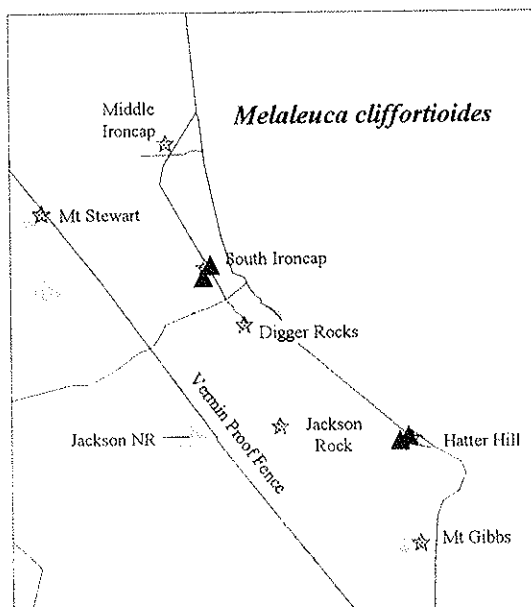 Middle
Ironcap
Melaleuca cliffortioides
Mt Stewart
South Ironcap
Digger Rocks
Vermin Proof Fence
Jackson NR
Jackson
Rock
Hatter Hill
Mt Gibbs